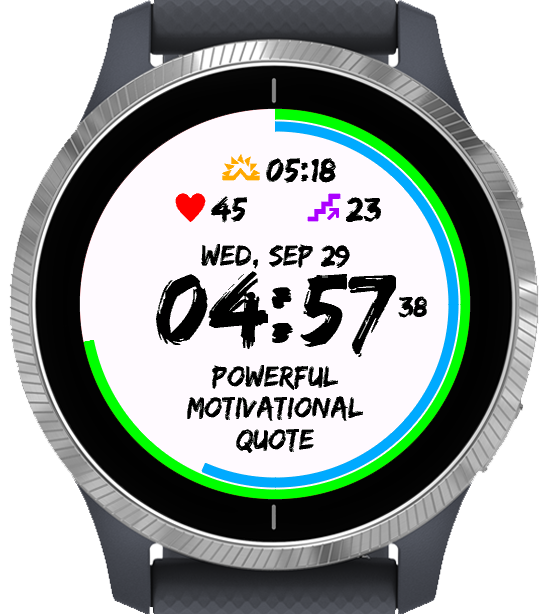 05:18
45 23
WED, SEP 29
04:57 38
POWERFUL
MOTIVATIONAL
QUOTE